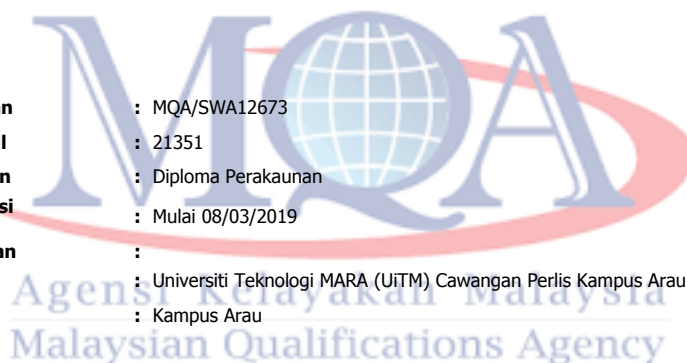 MQA
an : MQA/SWA12673
l : 21351
n : Diploma Perakaunan
si : Mulai 08/03/2019
an :
: Universiti Teknologi MARA (UiTM) Cawangan Perlis Kampus Arau
: Kampus Arau
Agensi Kelayakan Malaysia
Malaysian Qualifications Agency